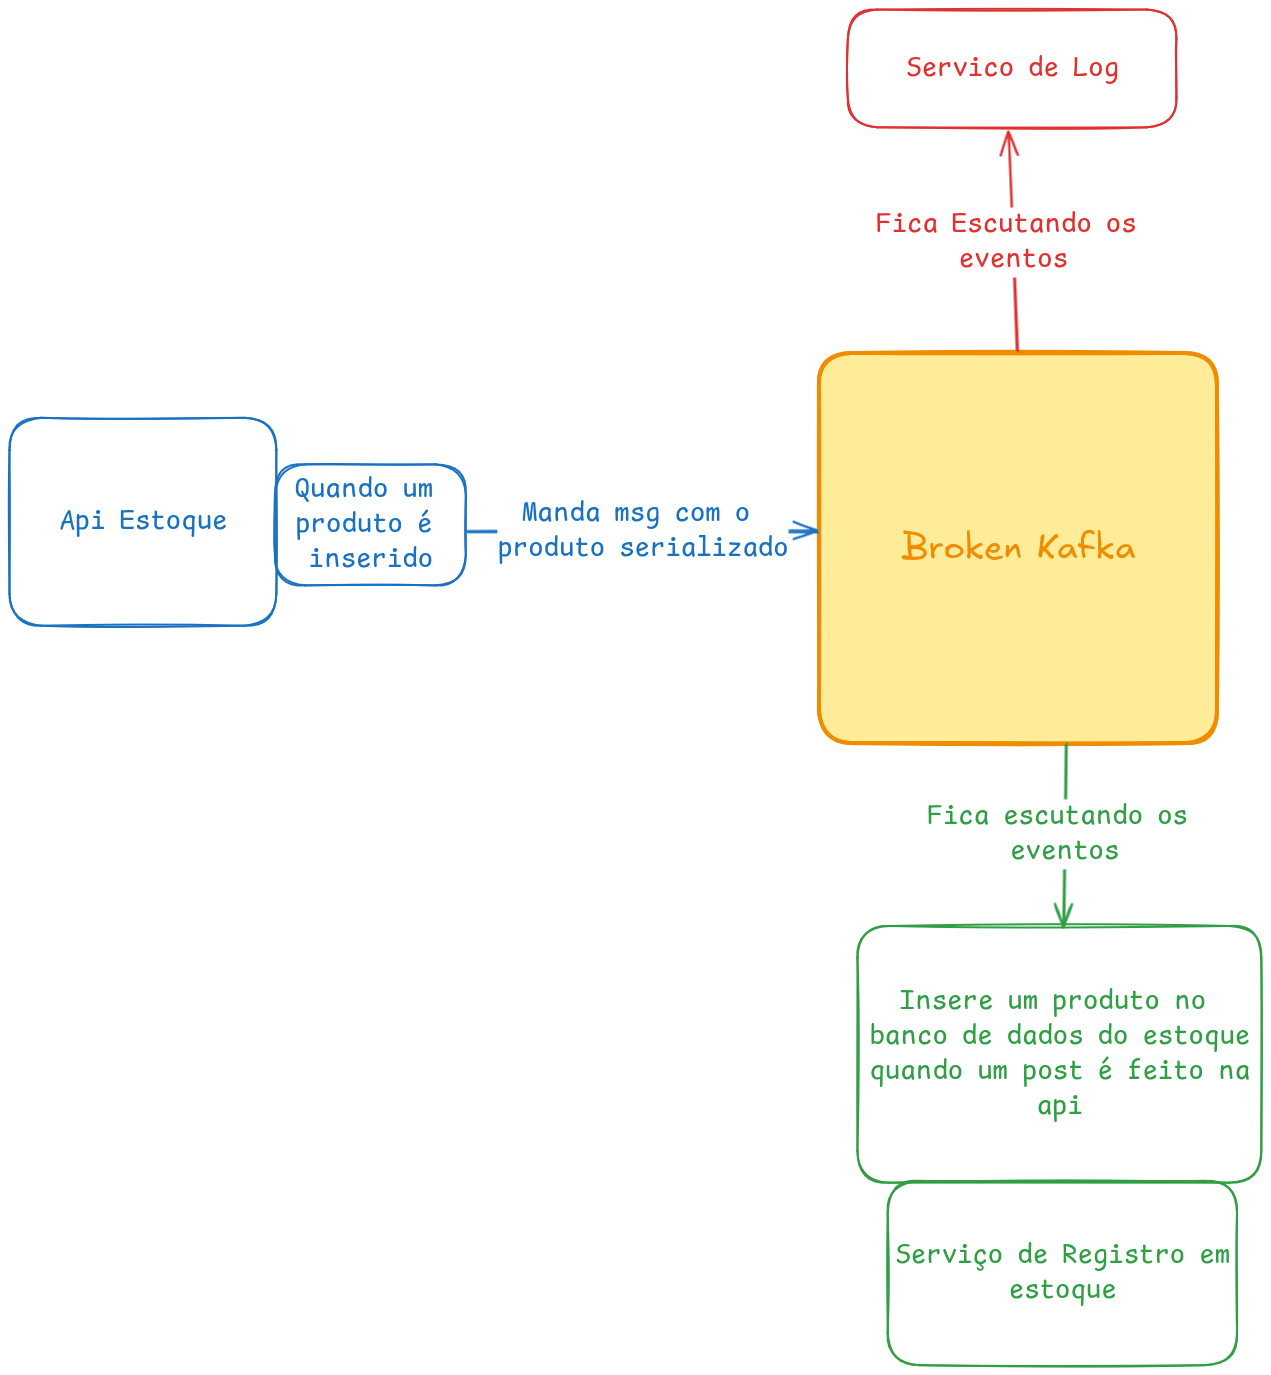 Servico de Log
Fica Escutando os
eventos
Api Estoque
Quando um
produto é
inserido
Manda msg com o
produto serializado
Broken Kafka
Fica escutando os
eventos
Insere um produto no
banco de dados do estoque
quando um post é feito na
api
Serviço de Registro em
estoque